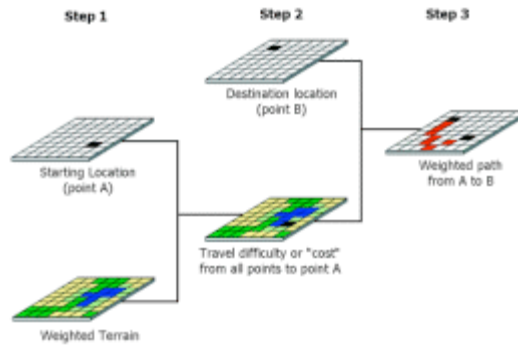 Step 1
Step 2
Step 3
Destination location
(point B)
Starting Location
(point A)
Weighted path
from A to B
Travel difficulty or "cost"
from all points to point A
Weighted Terrain